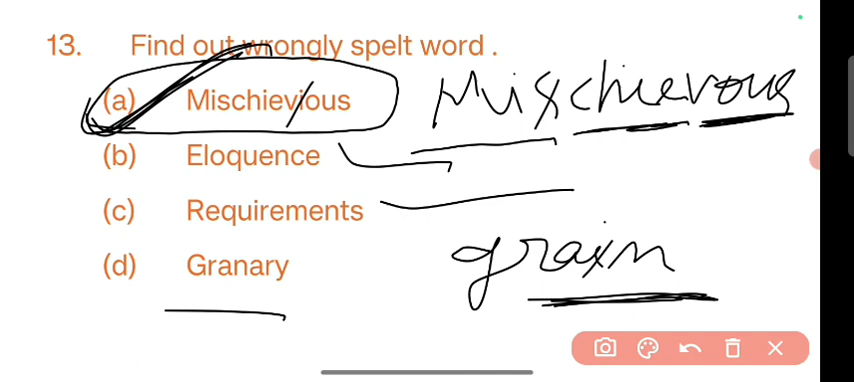 13. Find out wrongly spelt word .
(a) Mischievious Mischievous
(b) Eloquence
(c) Requirements
(d) Granary grain